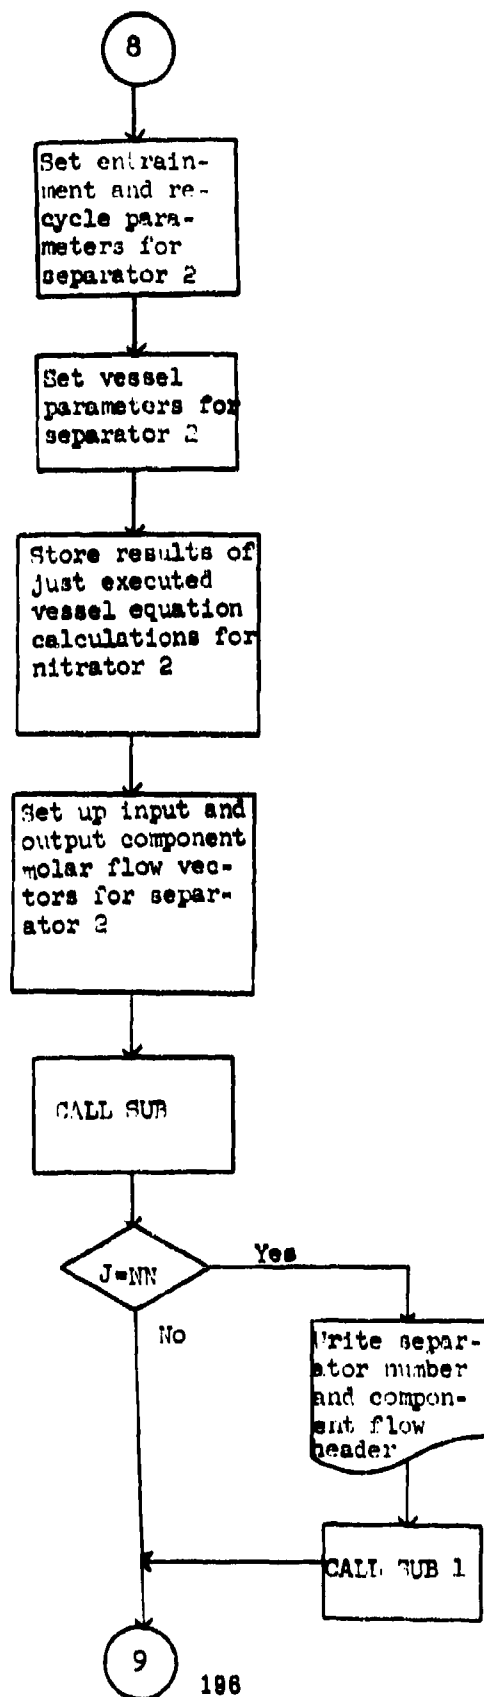 8
Set entrain-
ment and re-
cycle para-
meters for
separator 2
Set vessel
parameters for
separator 2
Store results of
just executed
vessel equation
calculations for
nitrator 2
Set up input and
output component
molar flow vec-
tors for separ-
ator 2
CALL SUB
J=NN
Yes
No
Write separ-
ator number
and compon-
ent flow
header
CALL SUB 1
9
196